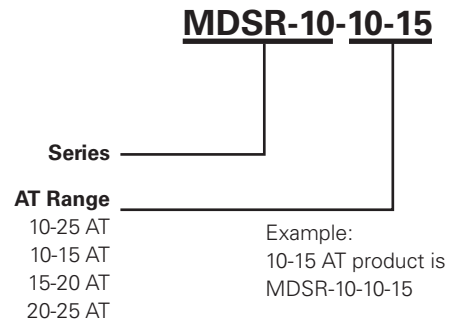 MDSR-10-10-15
Series
AT Range
10-25 AT
10-15 AT
15-20 AT
20-25 AT
Example:
10-15 AT product is
MDSR-10-10-15